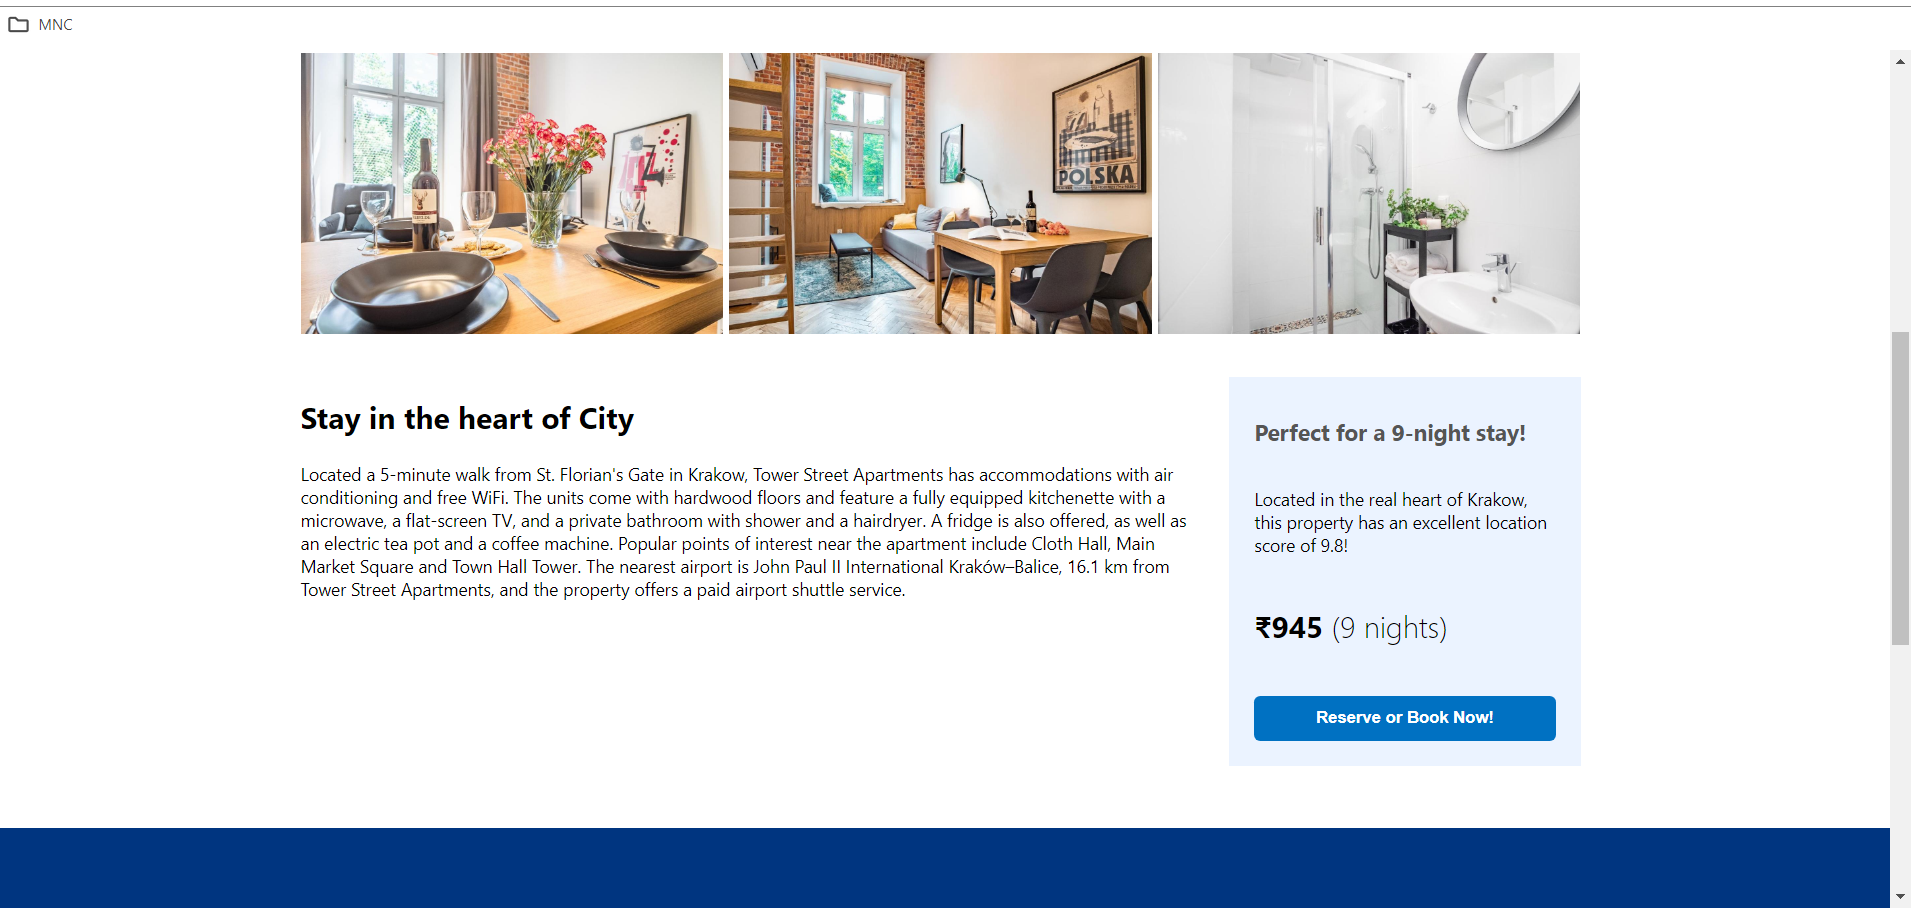 MNC
POLSKA
Stay in the heart of City
Located a 5-minute walk from St. Florian's Gate in Krakow, Tower Street Apartments has accommodations with air
conditioning and free WiFi. The units come with hardwood floors and feature a fully equipped kitchenette with a
microwave, a flat-screen TV, and a private bathroom with shower and a hairdryer. A fridge is also offered, as well as
an electric tea pot and a coffee machine. Popular points of interest near the apartment include Cloth Hall, Main
Market Square and Town Hall Tower. The nearest airport is John Paul II International Kraków–Balice, 16.1 km from
Tower Street Apartments, and the property offers a paid airport shuttle service.
Perfect for a 9-night stay!
Located in the real heart of Krakow,
this property has an excellent location
score of 9.8!
₹945 (9 nights)
Reserve or Book Now!